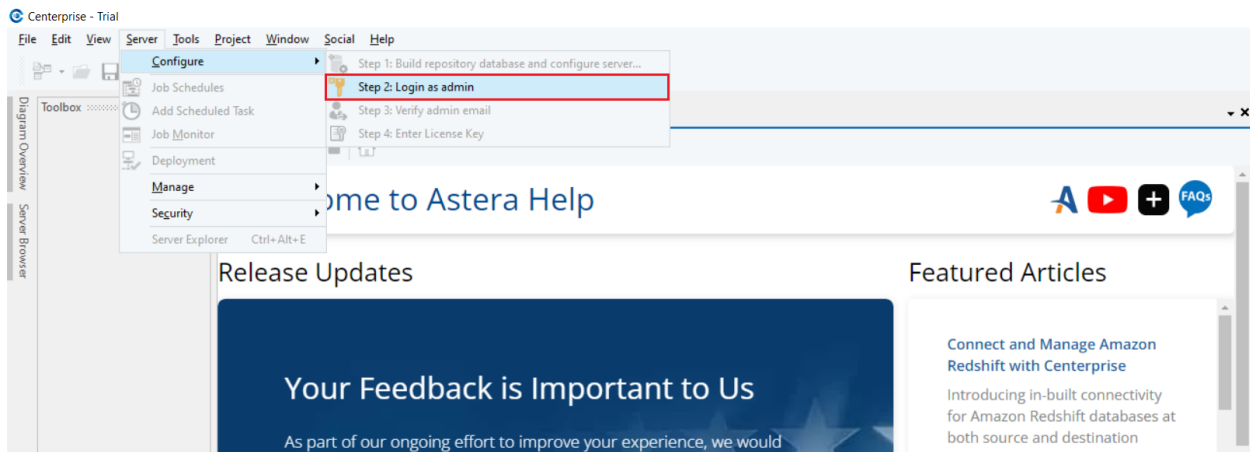 Centerprise - Trial
File Edit View Server Tools Project Window Social Help
Configure
Step 1: Build repository database and configure server...
Job Schedules
Step 2: Login as admin
Toolbox
Add Scheduled Task
Step 3: Verify admin email
Job Monitor
Step 4: Enter License Key
Diagram Overview
Deployment
Manage
ome to Astera Help
FAQs
Security
Server Browser
Server Explorer Ctrl+Alt+E
Release Updates
Featured Articles
Connect and Manage Amazon
Redshift with Centerprise
Your Feedback is Important to Us
Introducing in-built connectivity
for Amazon Redshift databases at
both source and destination
As part of our ongoing effort to improve your experience, we would